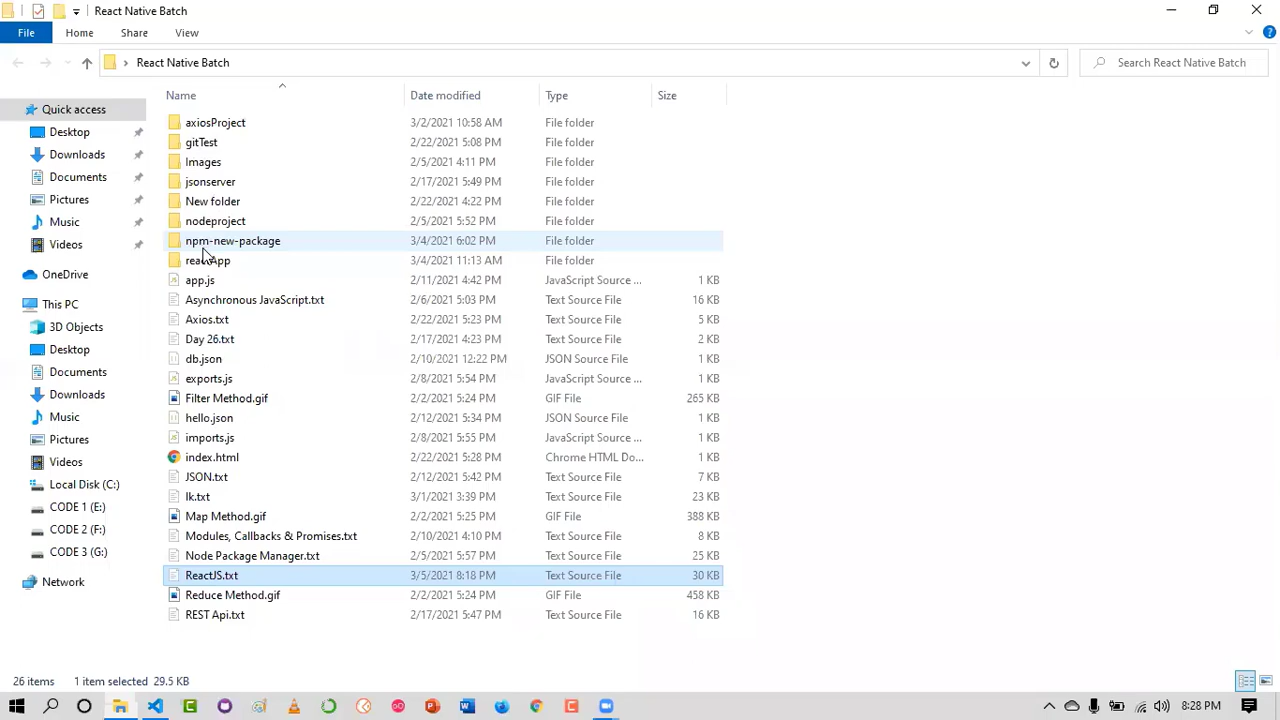 React Native Batch
File Home Share View
React Native Batch Search React Native Batch
Name Date modified Type Size
Quick access
Desktop
Downloads
Documents
Pictures
Music
Videos
OneDrive
This PC
3D Objects
Desktop
Documents
Downloads
Music
Pictures
Videos
Local Disk (C:)
CODE 1 (E:)
CODE 2 (F:)
CODE 3 (G:)
Network
axiosProject 3/2/2021 10:58 AM File folder
gitTest 2/22/2021 5:08 PM File folder
Images 2/5/2021 4:11 PM File folder
jsonserver 2/17/2021 5:49 PM File folder
New folder 2/22/2021 4:22 PM File folder
nodeproject 2/5/2021 5:52 PM File folder
npm-new-package 3/4/2021 6:02 PM File folder
3/4/2021 11:13 AM File folder
app.js 2/11/2021 4:42 PM JavaScript Source ... 1 KB
Asynchronous JavaScript.txt 2/6/2021 5:03 PM Text Source File 16 KB
Axios.txt 2/22/2021 5:23 PM Text Source File 5 KB
Day 26.txt 2/17/2021 4:23 PM Text Source File 2 KB
db.json 2/10/2021 12:22 PM JSON Source File 1 KB
exports.js 2/8/2021 5:54 PM JavaScript Source ... 1 KB
Filter Method.gif 2/2/2021 5:24 PM GIF File 265 KB
hello.json 2/12/2021 5:34 PM JSON Source File 1 KB
imports.js 2/8/2021 5:55 PM JavaScript Source ... 1 KB
index.html 2/22/2021 5:28 PM Chrome HTML Do... 1 KB
JSON.txt 2/12/2021 5:42 PM Text Source File 7 KB
3/1/2021 3:39 PM Text Source File 23 KB
Map Method.gif 2/2/2021 5:25 PM GIF File 388 KB
Modules, Callbacks & Promises.txt 2/10/2021 4:10 PM Text Source File 8 KB
Node Package Manager.txt 2/5/2021 5:57 PM Text Source File 25 KB
ReactJS.txt 3/5/2021 8:18 PM Text Source File 30 KB
Reduce Method.gif 2/2/2021 5:24 PM GIF File 458 KB
REST Api.txt 2/17/2021 5:47 PM Text Source File 16 KB
26 items 1 item selected 29.5 KB
8:28 PM